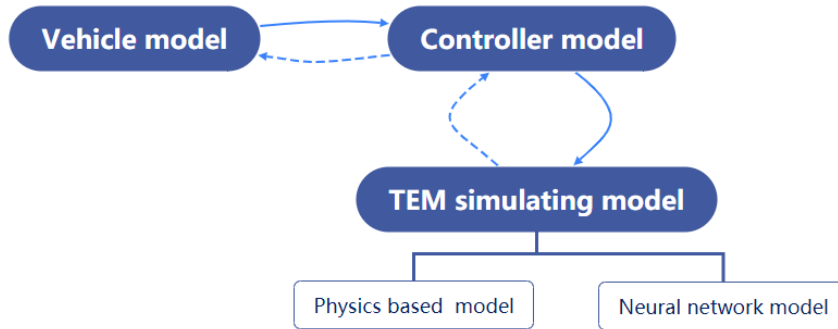 Vehicle model
Controller model
TEM simulating model
Physics based model
Neural network model